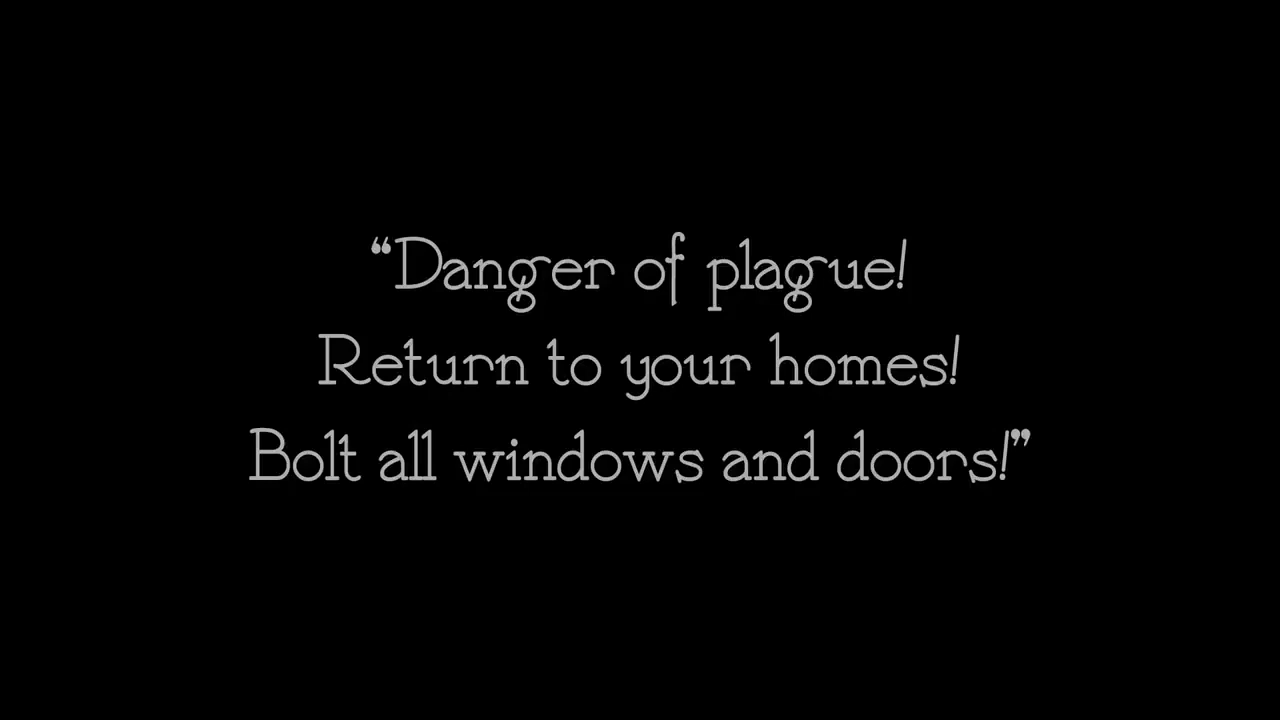 “Danger of plague!
Return to your homes!
Bolt all windows and doors!”